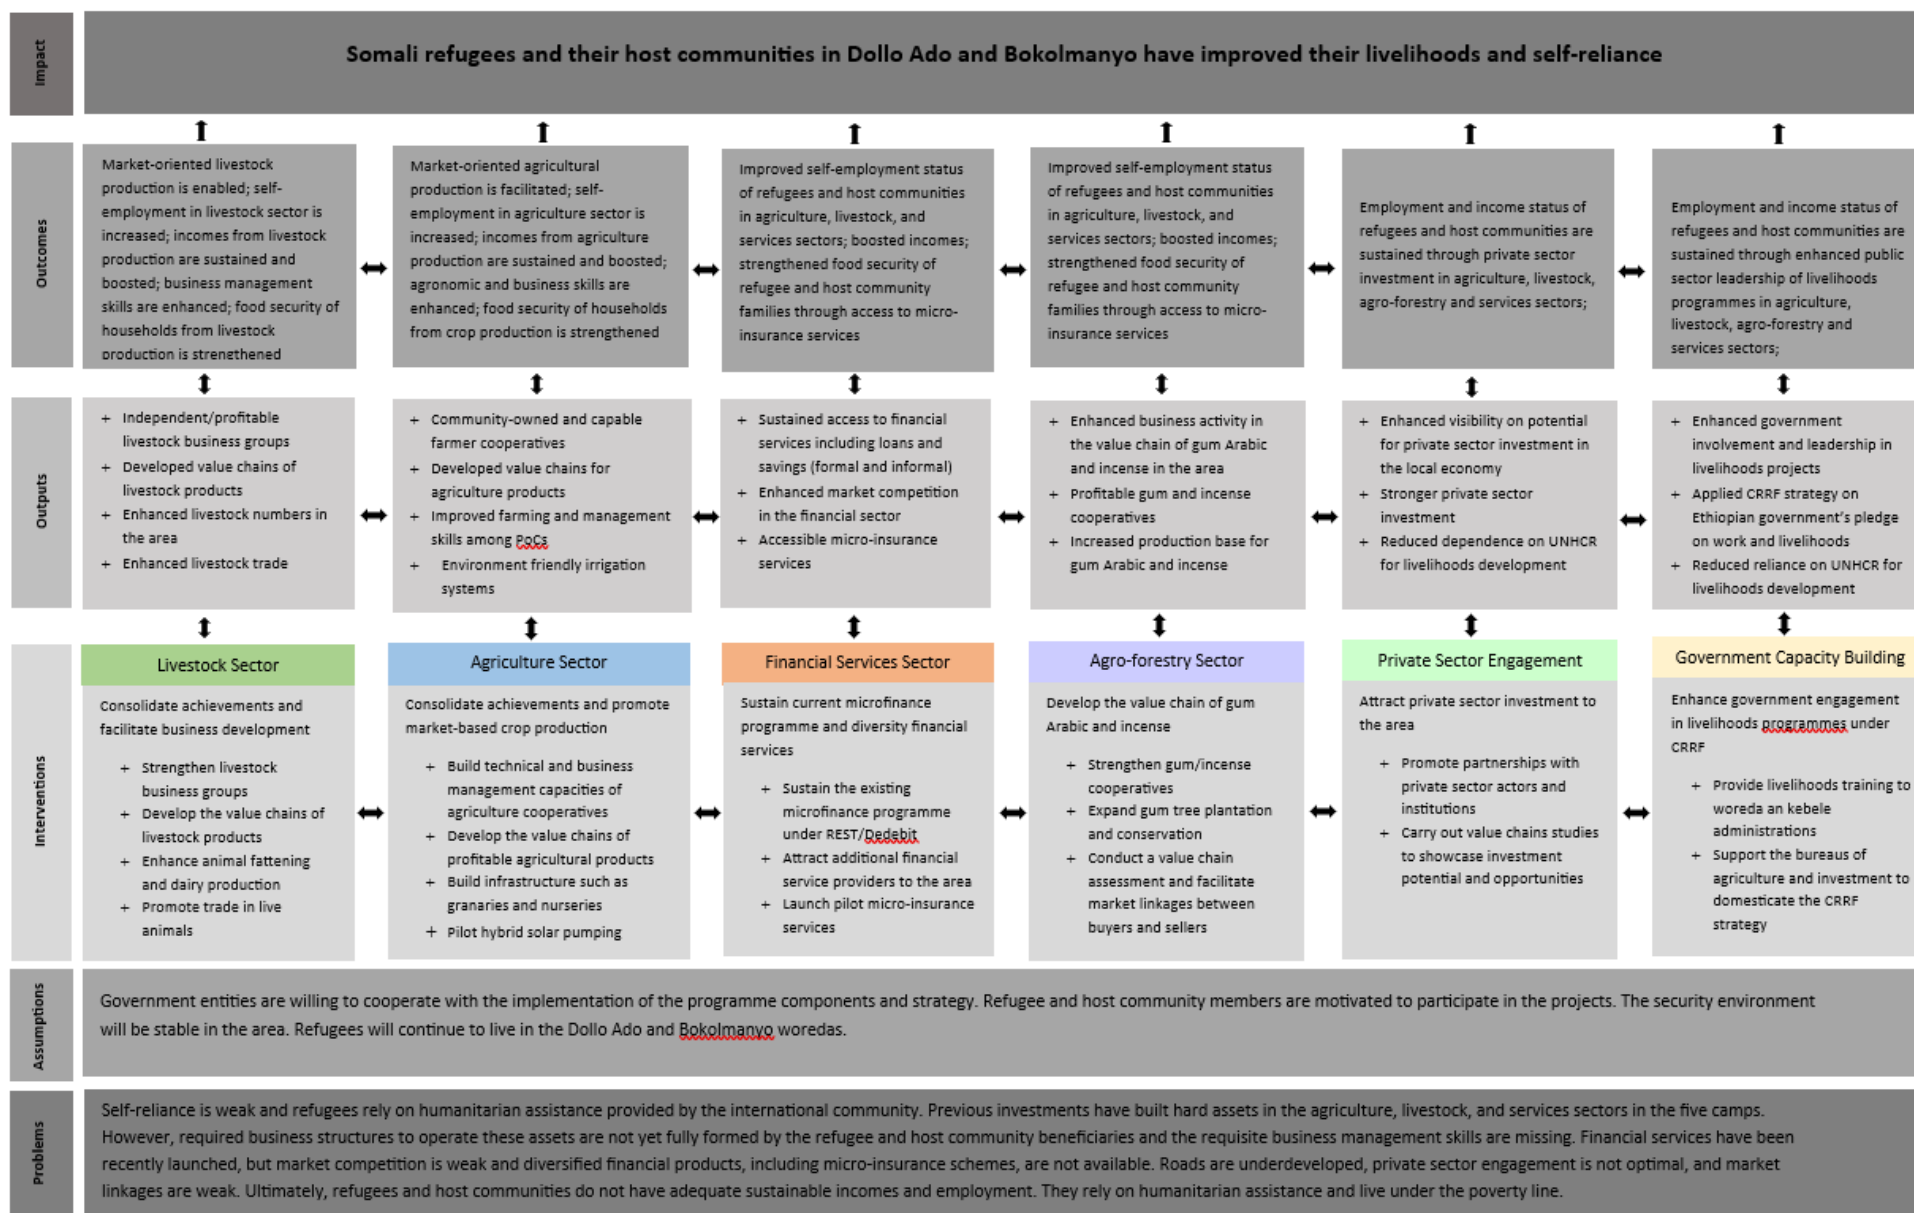 Impact
Somali refugees and their host communities in Dollo Ado and Bokolmanyo have improved their livelihoods and self-reliance
Outcomes
Market-oriented livestock
production is enabled; self-
employment in livestock sector is
increased; incomes from livestock
production are sustained and
boosted; business management
skills are enhanced; food security of
households from livestock
production is strengthened
Market-oriented agricultural
production is facilitated; self-
employment in agriculture sector is
increased; incomes from agriculture
production are sustained and boosted;
agronomic and business skills are
enhanced; food security of households
from crop production is strengthened
Improved self-employment status
of refugees and host communities
in agriculture, livestock, and
services sectors; boosted incomes;
strengthened food security of
refugee and host community
families through access to micro-
insurance services
Improved self-employment status
of refugees and host communities
in agriculture, livestock, and
services sectors; boosted incomes;
strengthened food security of
refugee and host community
families through access to micro-
insurance services
Employment and income status of
refugees and host communities are
sustained through private sector
investment in agriculture, livestock,
agro-forestry and services sectors;
Employment and income status of
refugees and host communities are
sustained through enhanced public
sector leadership of livelihoods
programmes in agriculture,
livestock, agro-forestry and
services sectors;
Outputs
+ Independent/profitable
livestock business groups
+ Developed value chains of
livestock products
+ Enhanced livestock numbers in
the area
+ Enhanced livestock trade
+ Community-owned and capable
farmer cooperatives
+ Developed value chains for
agriculture products
+ Improved farming and management
skills among PoCs
+ Environment friendly irrigation
systems
+ Sustained access to financial
services including loans and
savings (formal and informal)
+ Enhanced market competition
in the financial sector
+ Accessible micro-insurance
services
+ Enhanced business activity in
the value chain of gum Arabic
and incense in the area
+ Profitable gum and incense
cooperatives
+ Increased production base for
gum Arabic and incense
+ Enhanced visibility on potential
for private sector investment in
the local economy
+ Stronger private sector
investment
+ Reduced dependence on UNHCR
for livelihoods development
+ Enhanced government
involvement and leadership in
livelihoods projects
+ Applied CRRF strategy on
Ethiopian government's pledge
on work and livelihoods
+ Reduced reliance on UNHCR for
livelihoods development
Interventions
Livestock Sector
Consolidate achievements and
facilitate business development
+ Strengthen livestock
business groups
+ Develop the value chains of
livestock products
+ Enhance animal fattening
and dairy production
+ Promote trade in live
animals
Agriculture Sector
Consolidate achievements and promote
market-based crop production
+ Build technical and business
management capacities of
agriculture cooperatives
+ Develop the value chains of
profitable agricultural products
+ Build infrastructure such as
granaries and nurseries
+ Pilot hybrid solar pumping
Financial Services Sector
Sustain current microfinance
programme and diversity financial
services
+ Sustain the existing
microfinance programme
under REST/Dedebit
+ Attract additional financial
service providers to the area
+ Launch pilot micro-insurance
services
Agro-forestry Sector
Develop the value chain of gum
Arabic and incense
+ Strengthen gum/incense
cooperatives
+ Expand gum tree plantation
and conservation
+ Conduct a value chain
assessment and facilitate
market linkages between
buyers and sellers
Private Sector Engagement
Attract private sector investment to
the area
+ Promote partnerships with
private sector actors and
institutions
+ Carry out value chains studies
to showcase investment
potential and opportunities
Government Capacity Building
Enhance government engagement
in livelihoods programmes under
CRRF
+ Provide livelihoods training to
woreda an kebele
administrations
+ Support the bureaus of
agriculture and investment to
domesticate the CRRF
strategy
Assumptions
Government entities are willing to cooperate with the implementation of the programme components and strategy. Refugee and host community members are motivated to participate in the projects. The security environment
will be stable in the area. Refugees will continue to live in the Dollo Ado and Bokolmanyo woredas.
Problems
Self-reliance is weak and refugees rely on humanitarian assistance provided by the international community. Previous investments have built hard assets in the agriculture, livestock, and services sectors in the five camps.
However, required business structures to operate these assets are not yet fully formed by the refugee and host community beneficiaries and the requisite business management skills are missing. Financial services have been
recently launched, but market competition is weak and diversified financial products, including micro-insurance schemes, are not available. Roads are underdeveloped, private sector engagement is not optimal, and market
linkages are weak. Ultimately, refugees and host communities do not have adequate sustainable incomes and employment. They rely on humanitarian assistance and live under the poverty line.